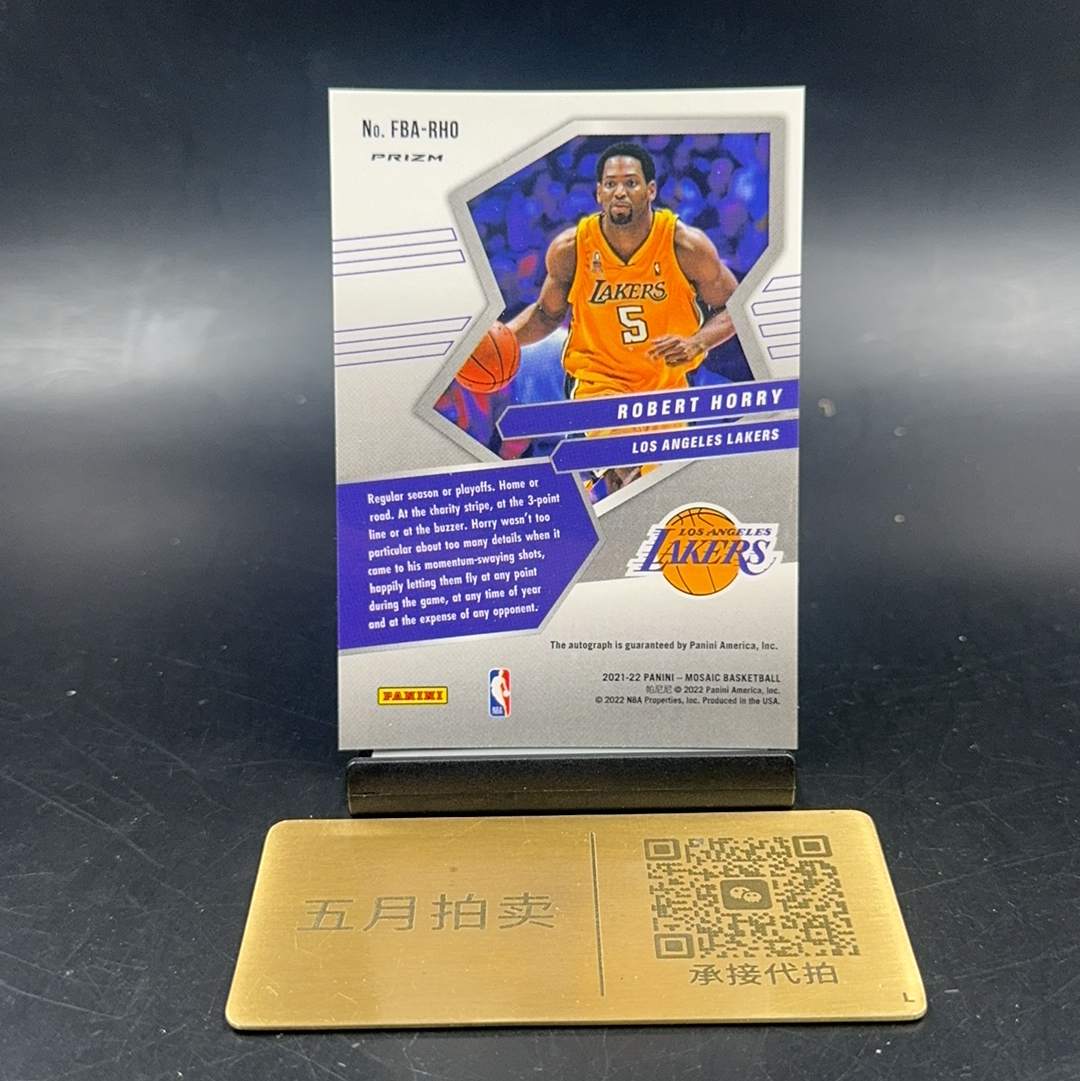 No. FBA-RHO
PRIZM
LAKERS
5
ROBERT HORRY
LOS ANGELES LAKERS
Regular season or playoffs. Home or
road. At the charity stripe, at the 3-point
line or at the buzzer. Horry wasn't too
particular about too many details when it
came to his momentum-swaying shots,
happily letting them fly at any point
during the game, at any time of year
and at the expense of any opponent.
LOS ANGELES
LAKERS
The autograph is guaranteed by Panini America, Inc.
2021-22 PANINI – MOSAIC BASKETBALL
帕尼尼 © 2022 Panini America, Inc.
© 2022 NBA Properties, Inc. Produced in the USA.
PANINI
NBA
五月拍卖
承接代拍
L